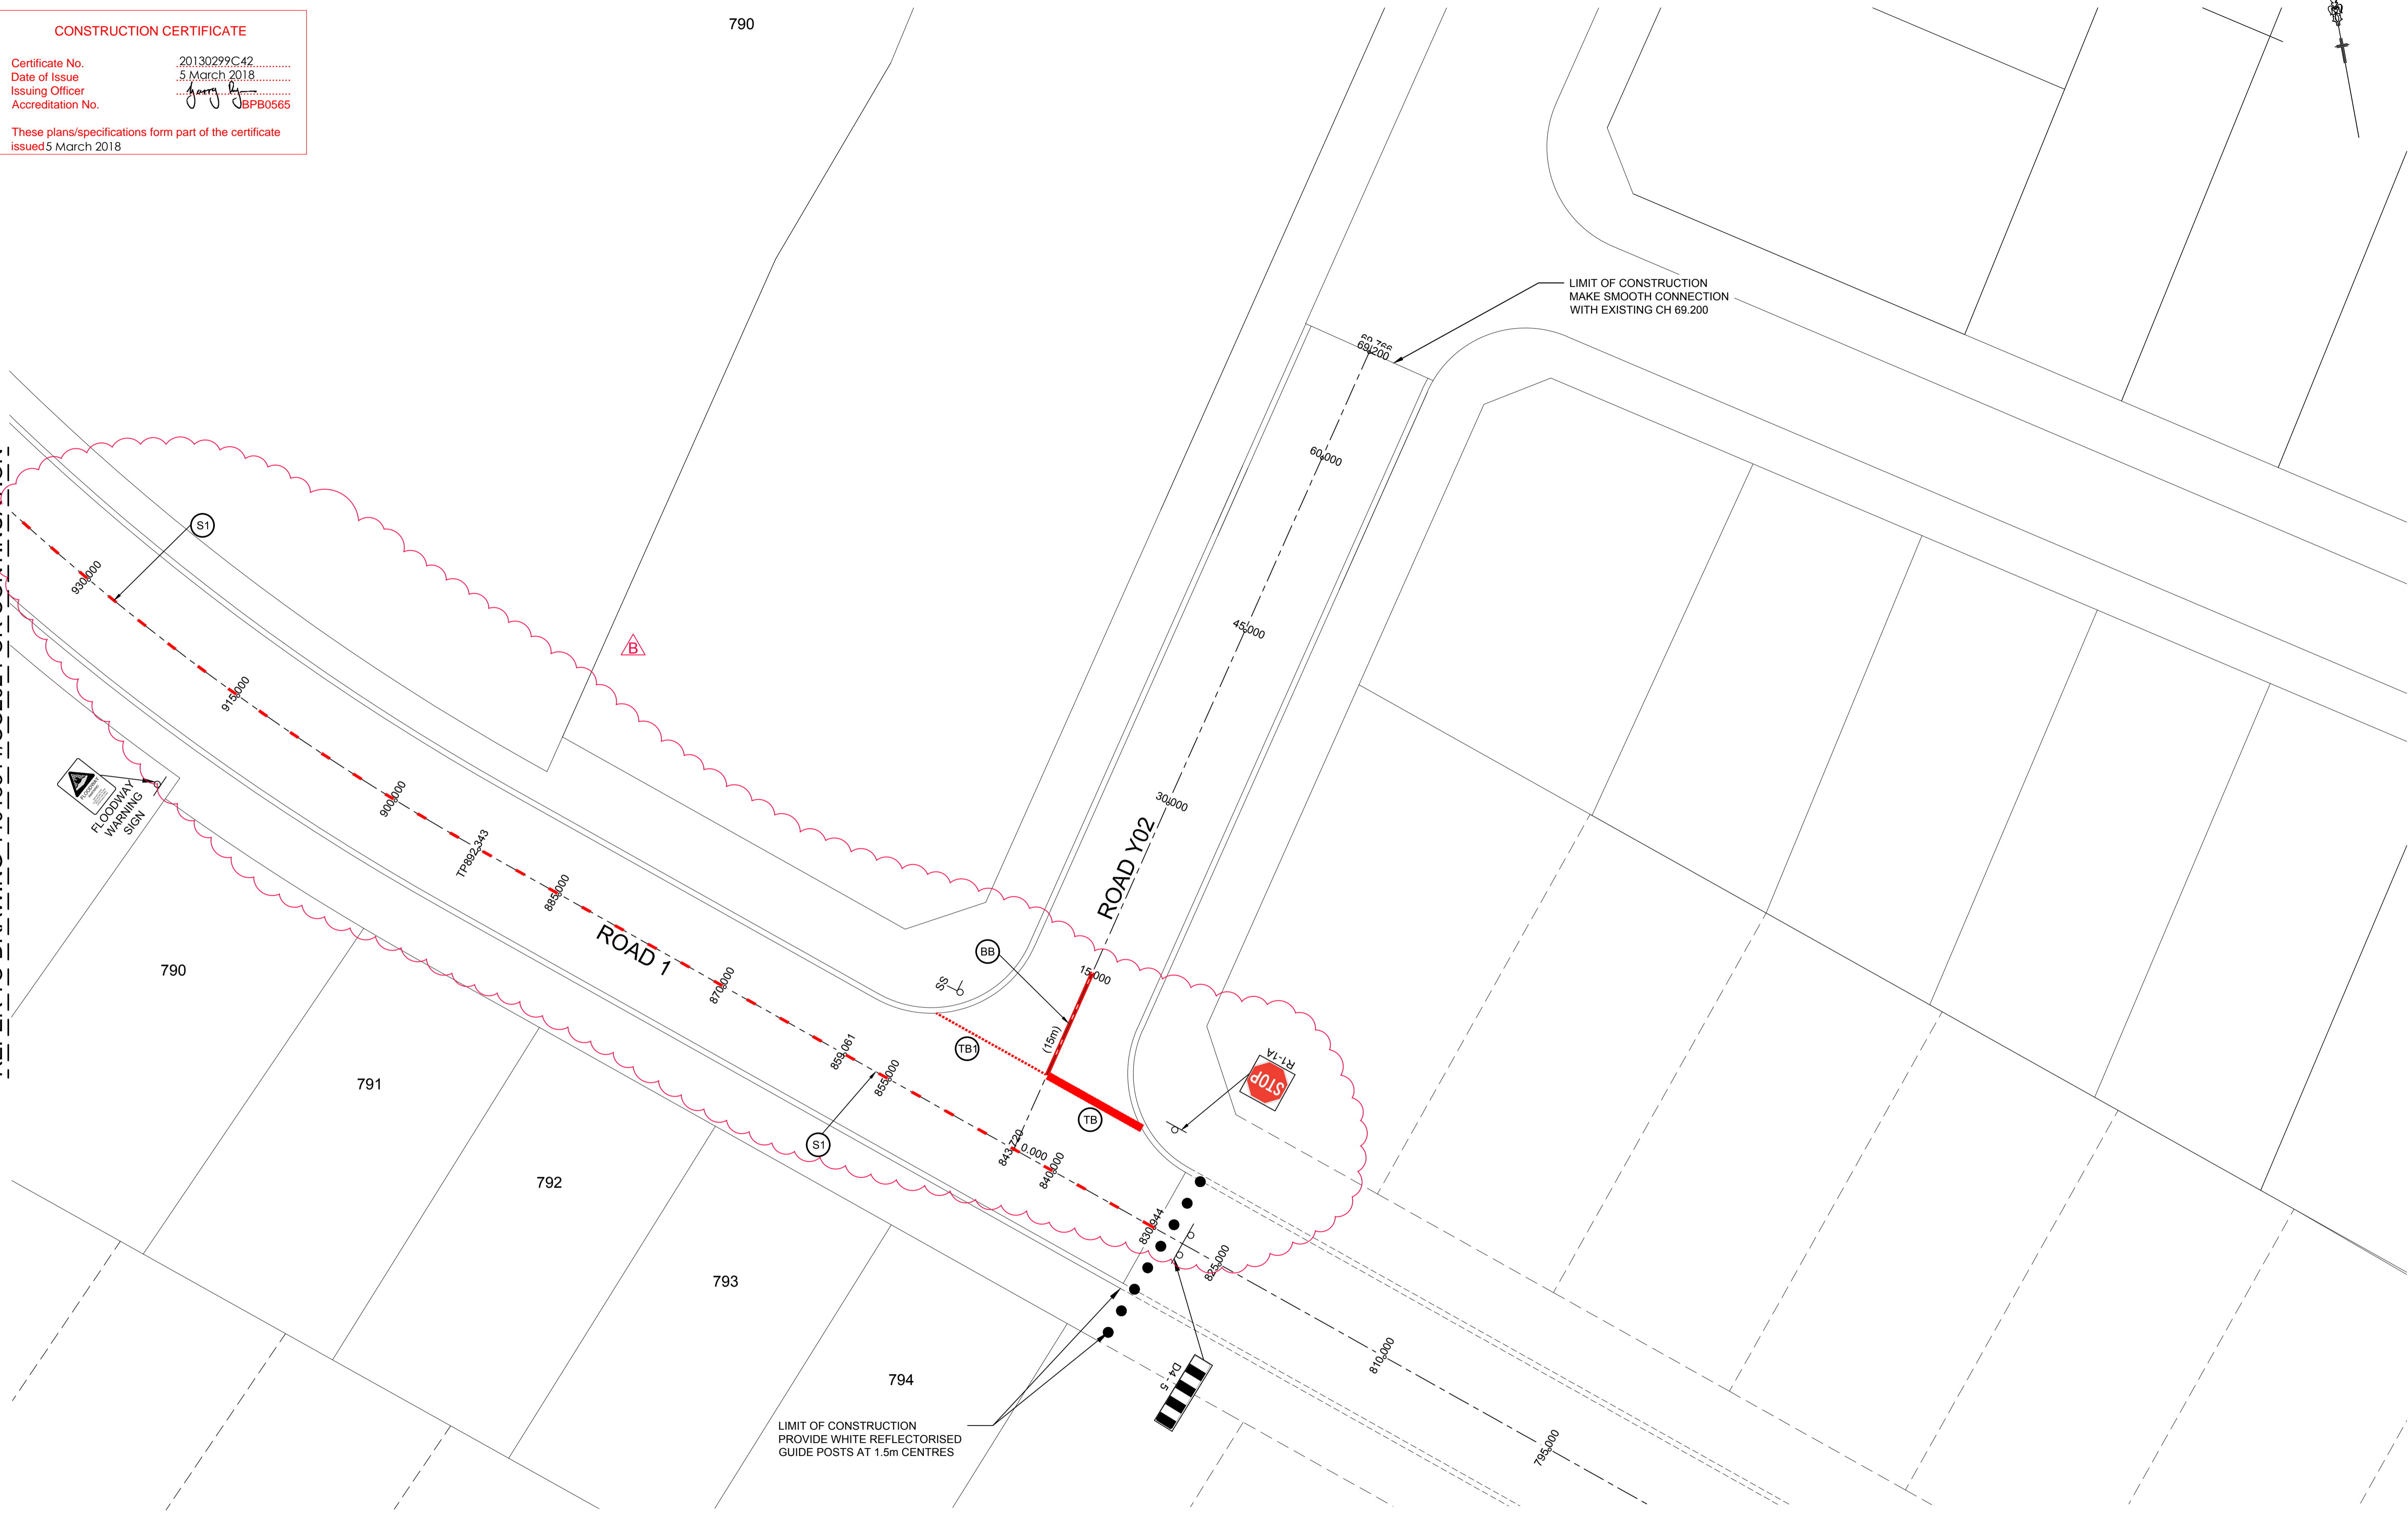 CONSTRUCTION CERTIFICATE
Certificate No. 20130299C42
Date of Issue 5 March 2018
Issuing Officer
Accreditation No. BPB0565
These plans/specifications form part of the certificate
issued 5 March 2018
790
LIMIT OF CONSTRUCTION
MAKE SMOOTH CONNECTION
WITH EXISTING CH 69.200
69.766
69.200
60.000
45.000
30.000
ROAD Y02
15.000
(15m)
0.000
S1
B
930.000
915.000
900.000
TP892.343
885.000
ROAD 1
870.000
859.061
855.000
843.720
840.000
830.944
825.000
810.000
795.000
FLOODWAY
FLOODWAY
WARNING
SIGN
SS
BB
TB1
TB
S1
R1-1A
STOP
790
791
792
793
794
D4 - 5
LIMIT OF CONSTRUCTION
PROVIDE WHITE REFLECTORISED
GUIDE POSTS AT 1.5m CENTRES